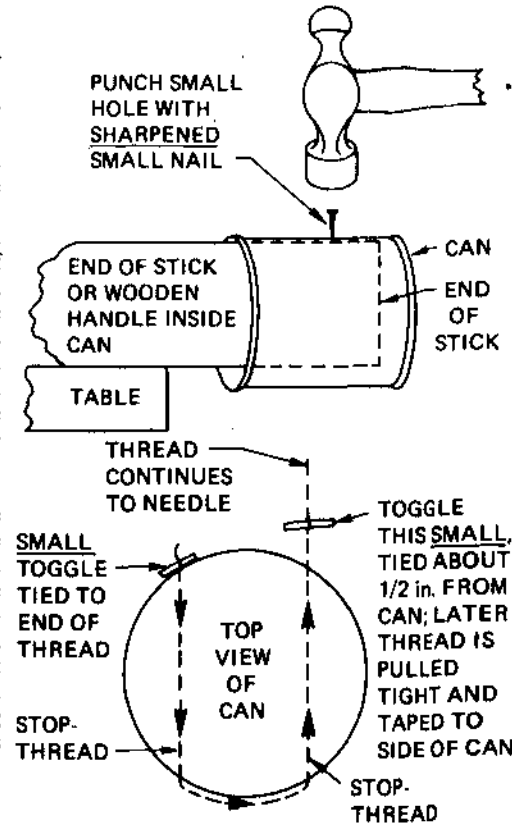 PUNCH SMALL
HOLE WITH
SHARPENED
SMALL NAIL
CAN
END OF STICK
OR WOODEN
HANDLE INSIDE
CAN
END
OF
STICK
TABLE
THREAD
CONTINUES
TO NEEDLE
SMALL
TOGGLE
TIED TO
END OF
THREAD
TOP
VIEW
OF
CAN
TOGGLE
THIS SMALL,
TIED ABOUT
1/2 in. FROM
CAN; LATER
THREAD IS
PULLED
TIGHT AND
TAPED TO
SIDE OF CAN
STOP-
THREAD
STOP-
THREAD